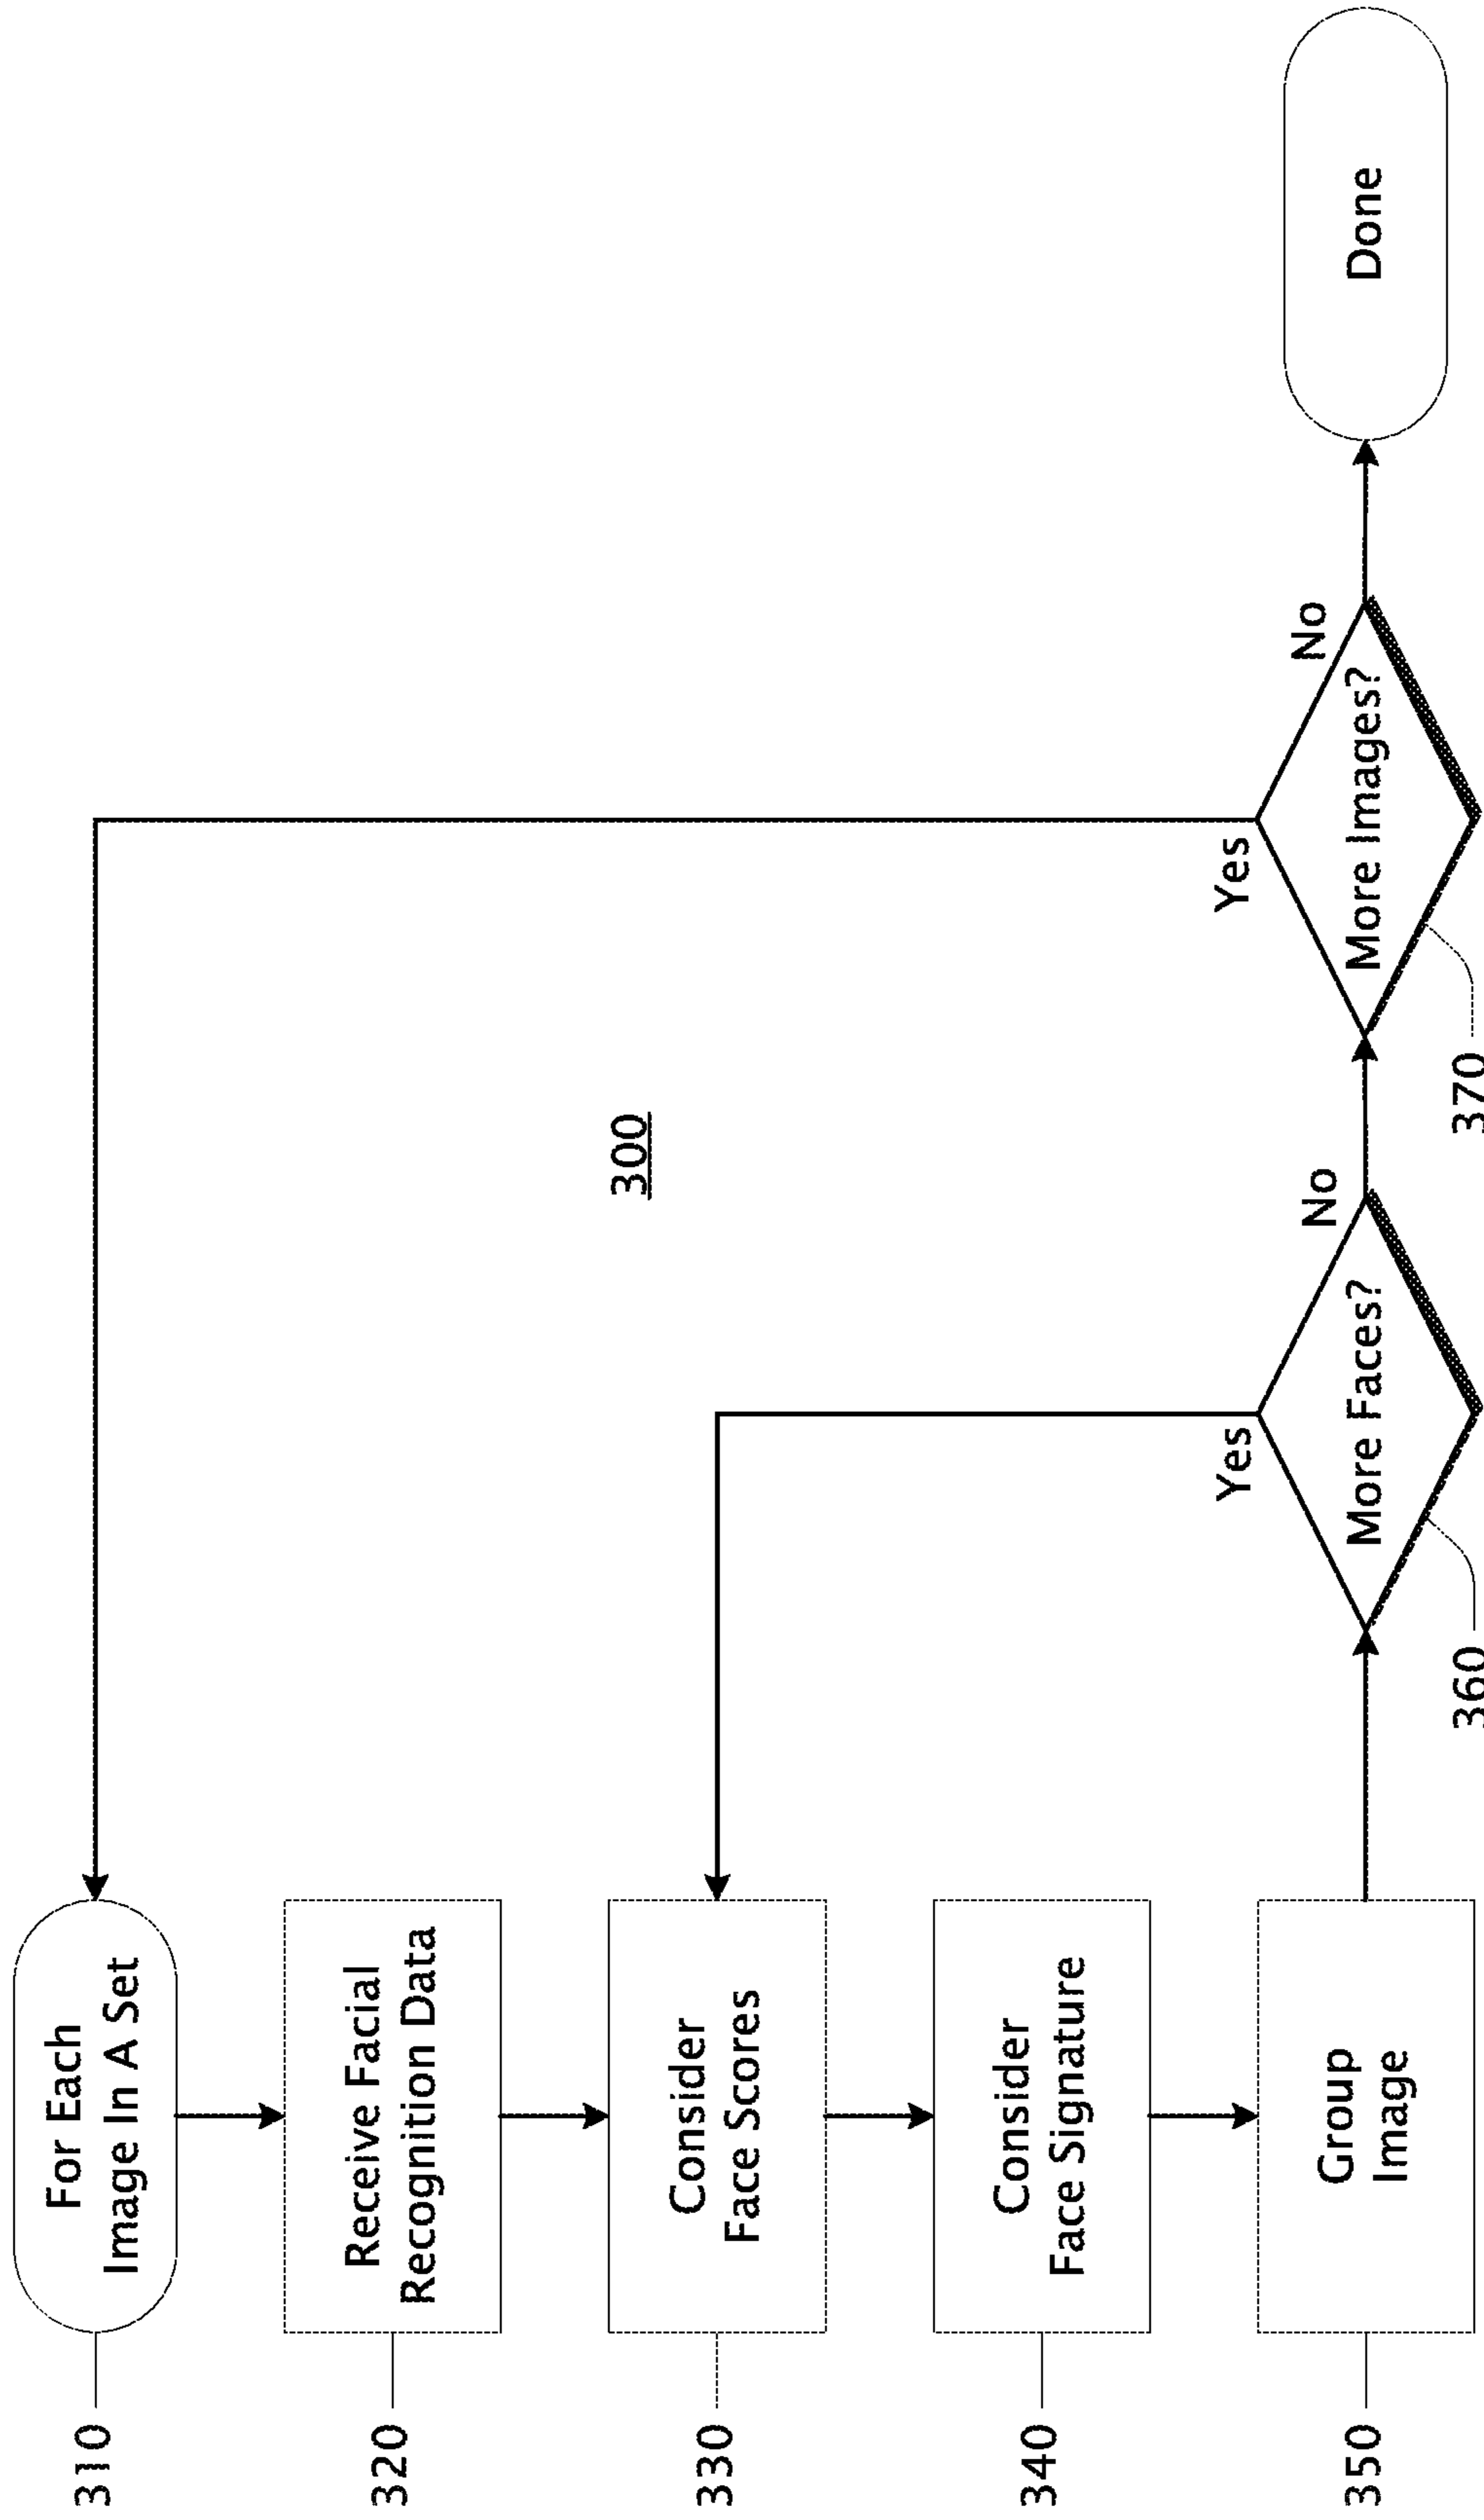 310
For Each
Image In A Set
320
Receive Facial
Recognition Data
330
Consider
Face Scores
340
Consider
Face Signature
350
Group
Image
300
Yes
More Faces?
No
360
Yes
More Images?
No
370
Done